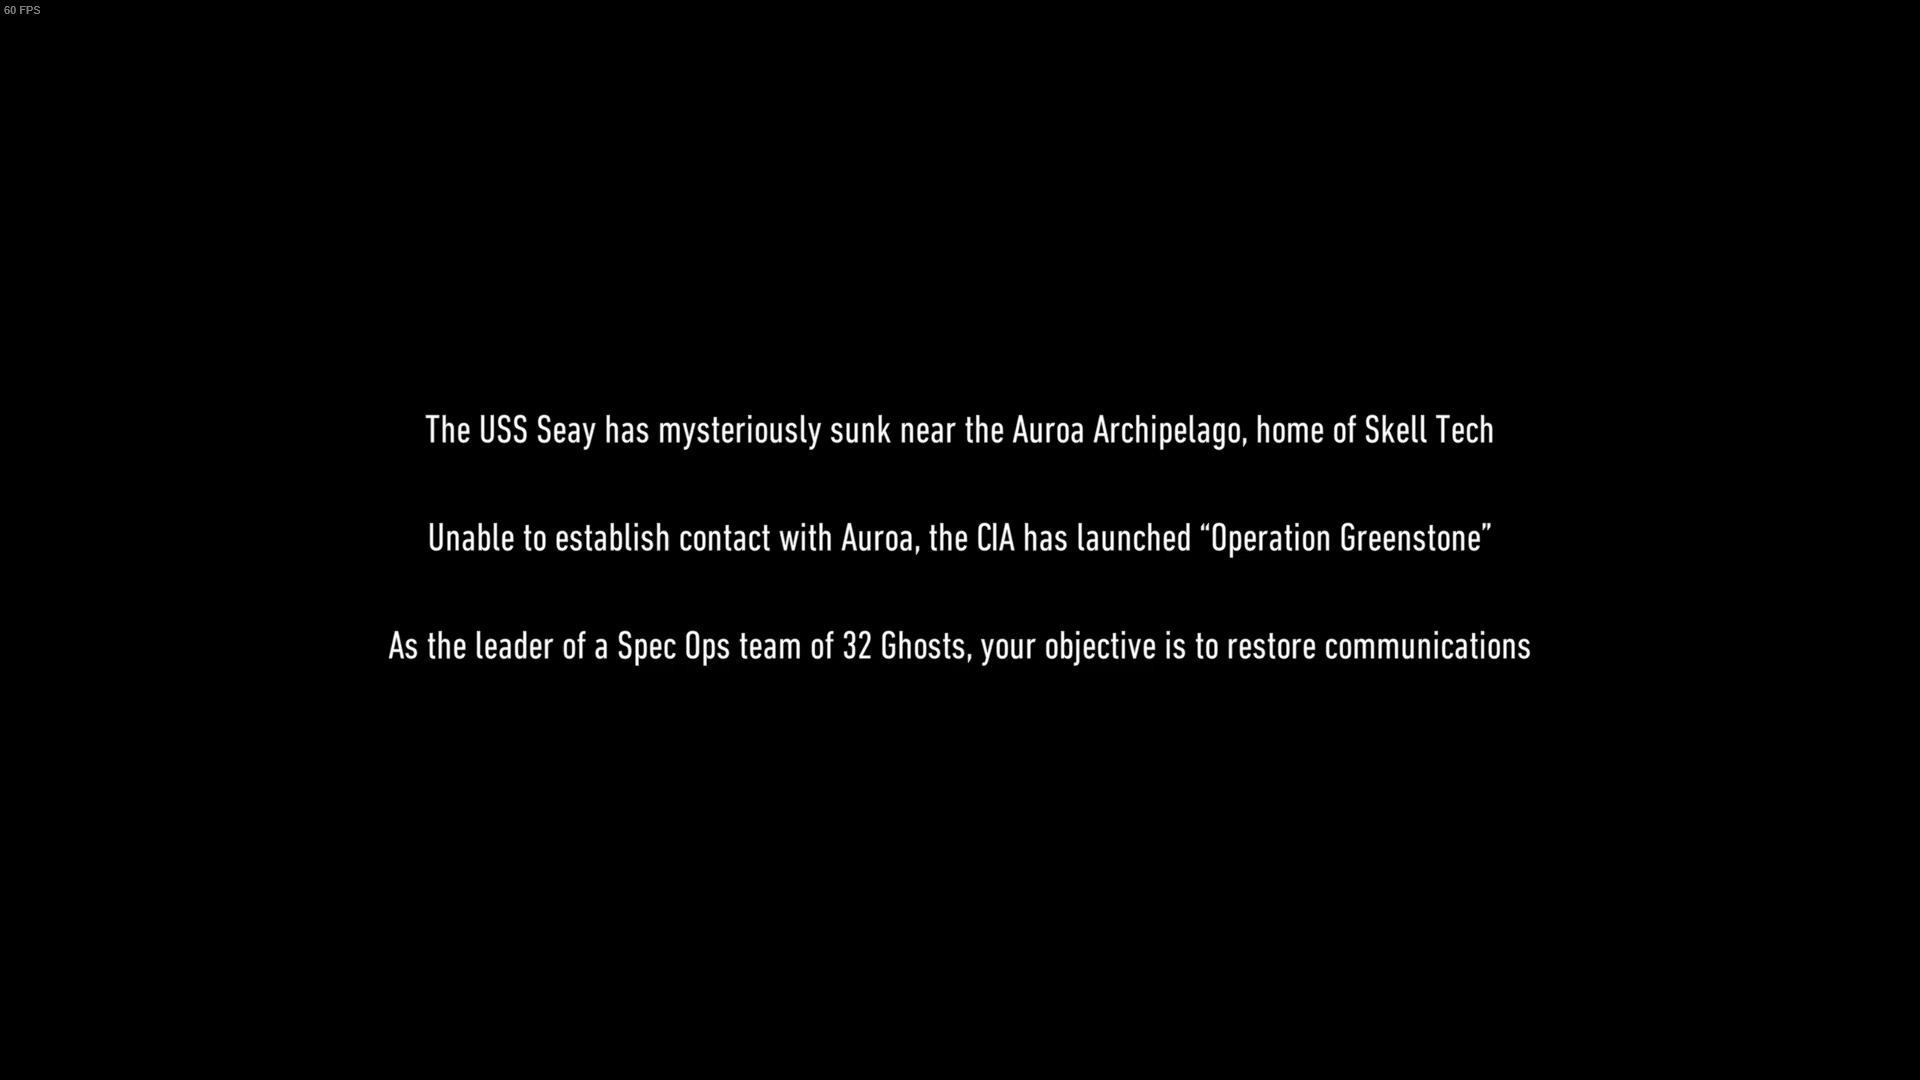 60 FPS
The USS Seay has mysteriously sunk near the Auroa Archipelago, home of Skell Tech
Unable to establish contact with Auroa, the CIA has launched “Operation Greenstone”
As the leader of a Spec Ops team of 32 Ghosts, your objective is to restore communications